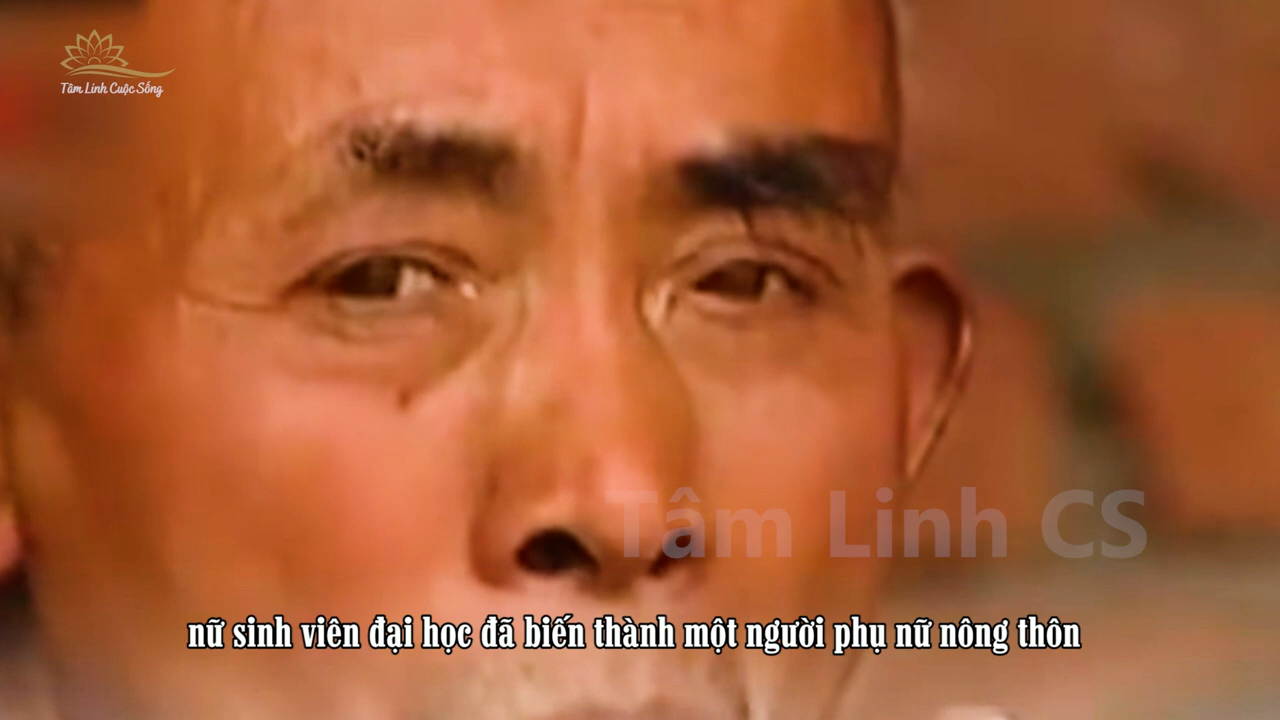 Tâm Linh Cuộc Sống
Tâm Linh CS
nữ sinh viên đại học đã biến thành một người phụ nữ nông thôn